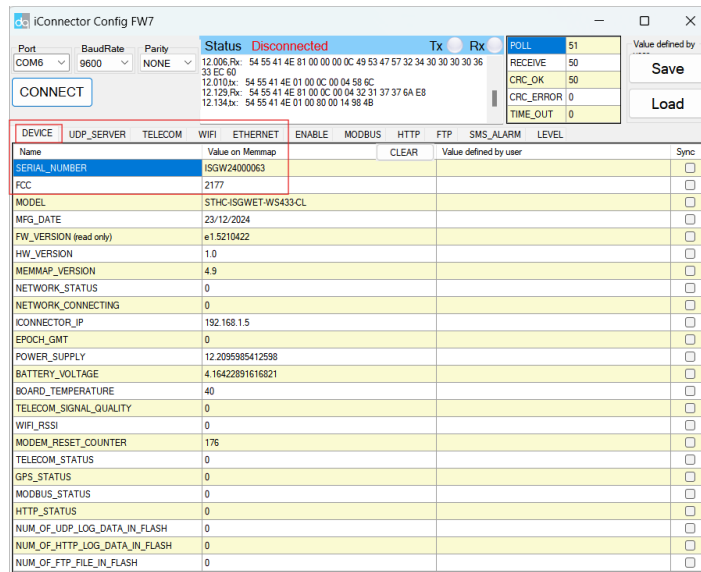 da iConnector Config FW7
Port BaudRate Parity
COM6 9600 NONE
CONNECT
Status Disconnected Tx Rx
12.006,Rx: 54 55 41 4E 81 00 00 00 0C 49 53 47 57 32 34 30 30 30 30 36
33 EC 60
12.010,tx: 54 55 41 4E 01 00 0C 00 04 58 6C
12.129,Rx: 54 55 41 4E 81 00 0C 00 04 32 31 37 37 6A E8
12.134,tx: 54 55 41 4E 01 00 80 00 14 98 4B
POLL 51
RECEIVE 50
CRC_OK 50
CRC_ERROR 0
TIME_OUT 0
Value defined by
Save
Load
DEVICE UDP_SERVER TELECOM WIFI ETHERNET ENABLE MODBUS HTTP FTP SMS_ALARM LEVEL
Name Value on Memmap CLEAR Value defined by user Sync
SERIAL_NUMBER ISGW24000063
FCC 2177
MODEL STHC-ISGWET-WS433-CL
MFG_DATE 23/12/2024
FW_VERSION (read only) e1.5210422
HW_VERSION 1.0
MEMMAP_VERSION 4.9
NETWORK_STATUS 0
NETWORK_CONNECTING 0
ICONNECTOR_IP 192.168.1.5
EPOCH_GMT 0
POWER_SUPPLY 12.2095985412598
BATTERY_VOLTAGE 4.16422891616821
BOARD_TEMPERATURE 40
TELECOM_SIGNAL_QUALITY 0
WIFI_RSSI 0
MODEM_RESET_COUNTER 176
TELECOM_STATUS 0
GPS_STATUS 0
MODBUS_STATUS 0
HTTP_STATUS 0
NUM_OF_UDP_LOG_DATA_IN_FLASH 0
NUM_OF_HTTP_LOG_DATA_IN_FLASH 0
NUM_OF_FTP_FILE_IN_FLASH 0